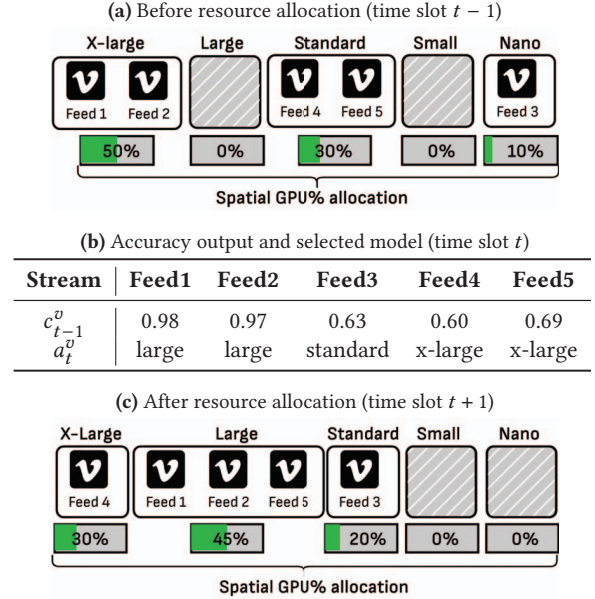 (a) Before resource allocation (time slot t − 1)
X-large Large Standard Small Nano
Feed 1 Feed 2 Feed 4 Feed 5 Feed 3
50% 0% 30% 0% 10%
Spatial GPU% allocation
(b) Accuracy output and selected model (time slot t)
Stream Feed1 Feed2 Feed3 Feed4 Feed5
c^v_{t−1} 0.98 0.97 0.63 0.60 0.69
a^v_t large large standard x-large x-large
(c) After resource allocation (time slot t + 1)
X-Large Large Standard Small Nano
Feed 4 Feed 1 Feed 2 Feed 5 Feed 3
30% 45% 20% 0% 0%
Spatial GPU% allocation